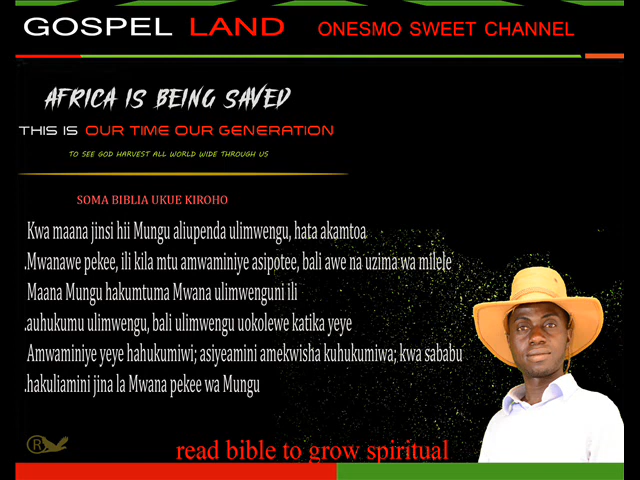 GOSPEL LAND ONESMO SWEET CHANNEL
AFRICA IS BEING SAVED
THIS IS OUR TIME OUR GENERATION
TO SEE GOD HARVEST ALL WORLD WIDE THROUGH US
SOMA BIBLIA UKUE KIROHO
Kwa maana jinsi hii Mungu aliupenda ulimwengu, hata akamtoa
.Mwanawe pekee, ili kila mtu amwaminiye asipotee, bali awe na uzima wa milele
Maana Mungu hakumtuma Mwana ulimwenguni ili
.auhukumu ulimwengu, bali ulimwengu uokolewe katika yeye
Amwaminiye yeye hahukumiwi; asiyeamini amekwisha kuhukumiwa; kwa sababu
.hakuliamini jina la Mwana pekee wa Mungu
R
read bible to grow spiritual